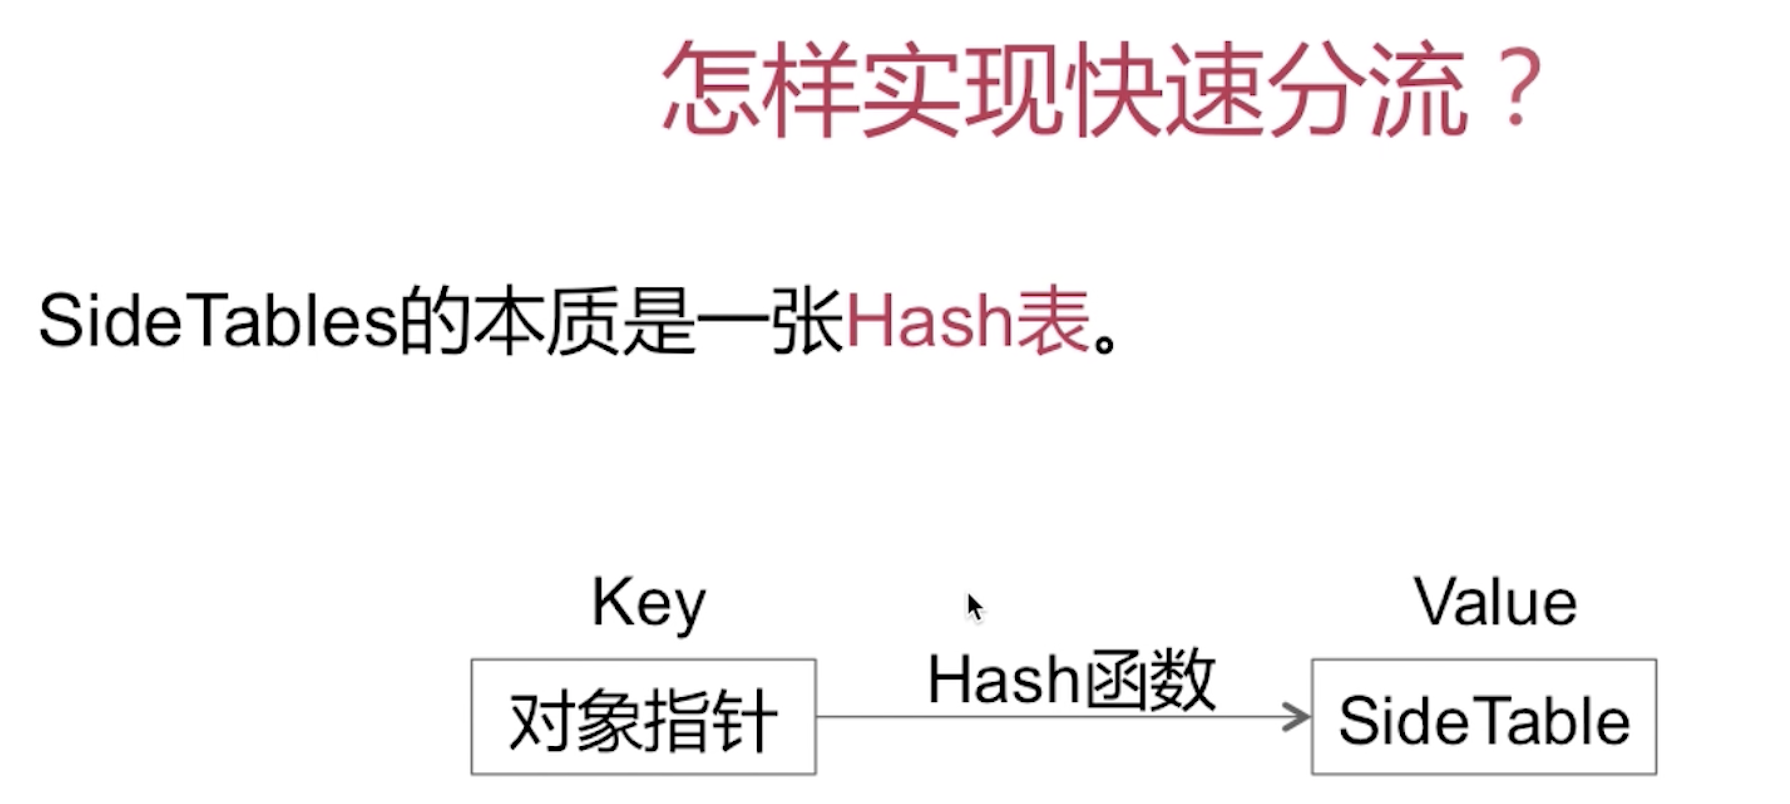 怎样实现快速分流？
SideTables的本质是一张Hash表。
Key
Value
Hash函数
对象指针
SideTable